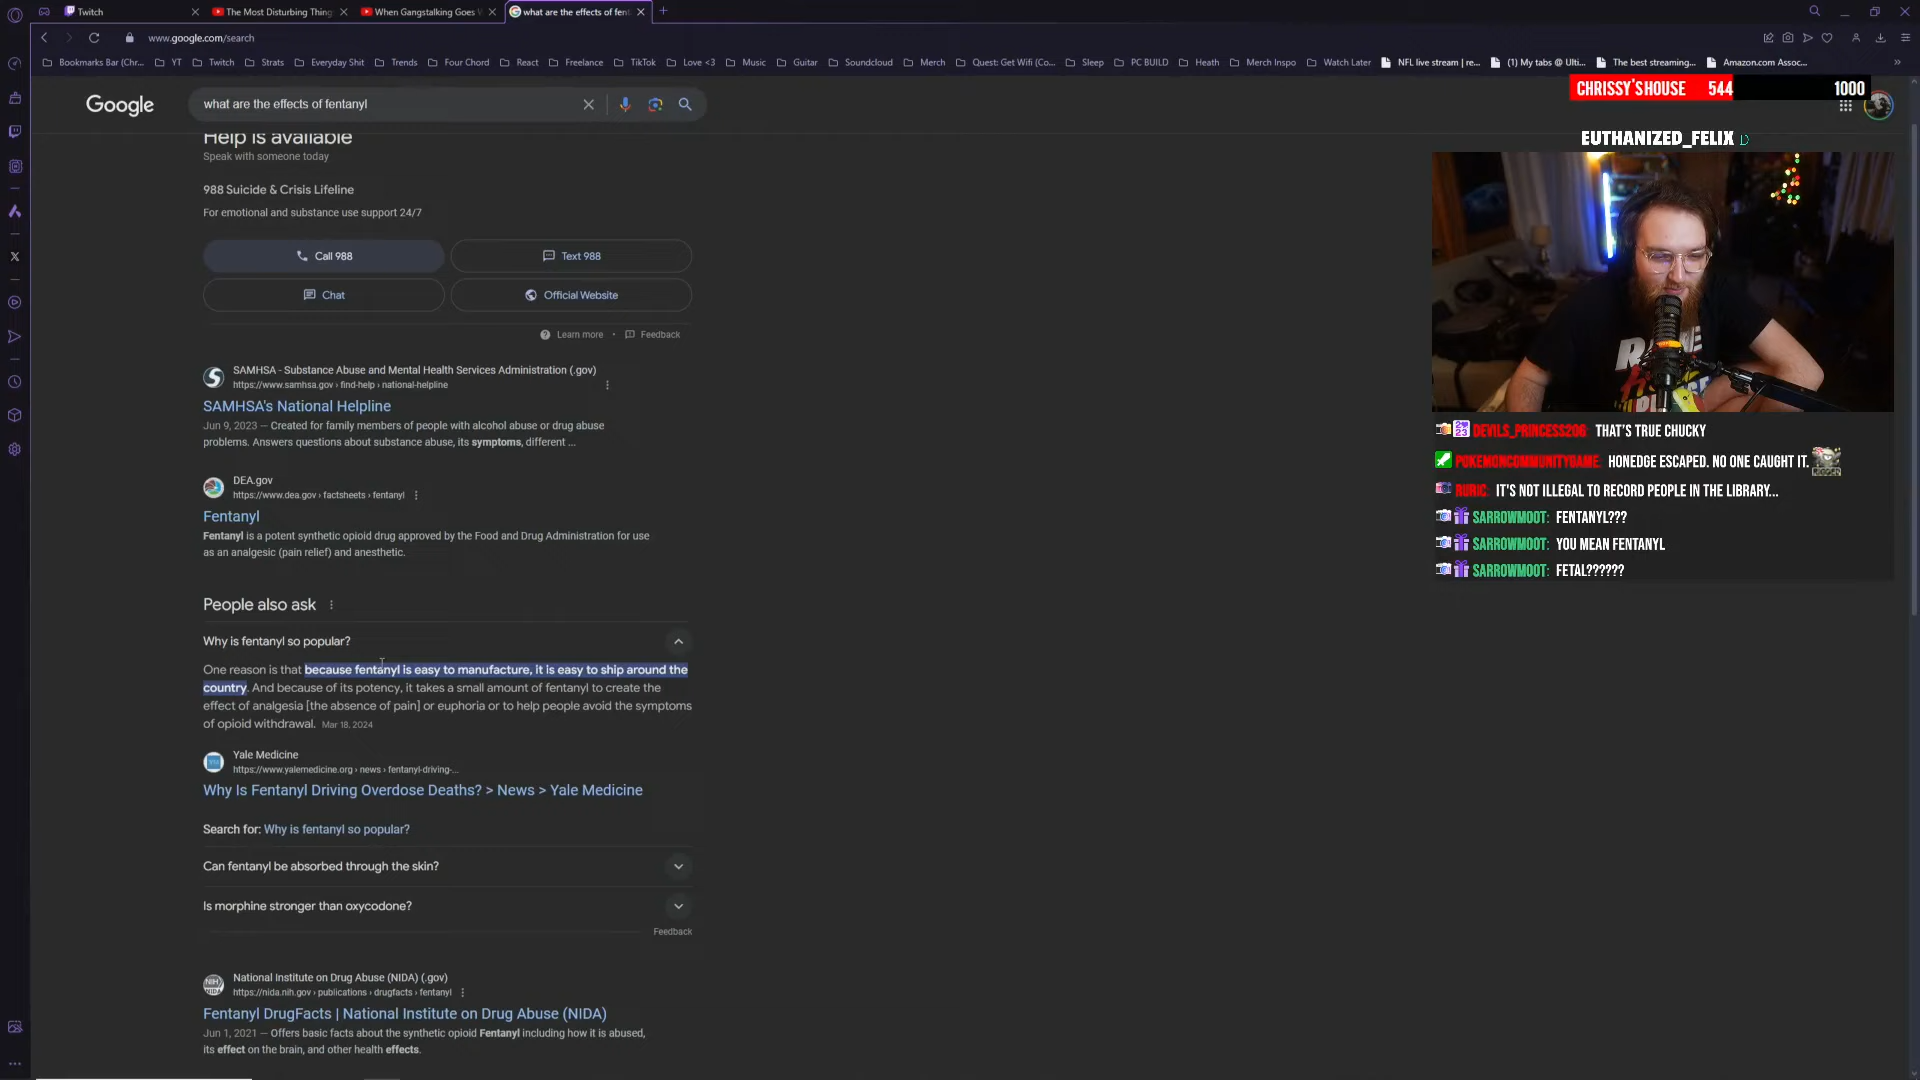 Twitch
The Most Disturbing Thing
When Gangstalking Goes
what are the effects of fent
www.google.com/search
Bookmarks Bar (Chr...
YT
Twitch
Strats
Everyday Shit
Trends
Four Chord
React
Freelance
TikTok
Love <3
Music
Guitar
Soundcloud
Merch
Quest: Get Wifi (Co...
Sleep
PC BUILD
Heath
Merch Inspo
Watch Later
NFL live stream | re...
(1) My tabs @ Ulti...
The best streaming...
Amazon.com Assoc...
CHRISSY'SHOUSE 544 1000
Google
what are the effects of fentanyl
EUTHANIZED_FELIX D
Help is available
Speak with someone today
988 Suicide & Crisis Lifeline
For emotional and substance use support 24/7
Call 988
Text 988
Chat
Official Website
Learn more • Feedback
SAMHSA - Substance Abuse and Mental Health Services Administration (.gov)
https://www.samhsa.gov › find-help › national-helpline
SAMHSA's National Helpline
Jun 9, 2023 — Created for family members of people with alcohol abuse or drug abuse
problems. Answers questions about substance abuse, its symptoms, different ...
DEA.gov
https://www.dea.gov › factsheets › fentanyl
Fentanyl
Fentanyl is a potent synthetic opioid drug approved by the Food and Drug Administration for use
as an analgesic (pain relief) and anesthetic.
People also ask
Why is fentanyl so popular?
One reason is that because fentanyl is easy to manufacture, it is easy to ship around the
country. And because of its potency, it takes a small amount of fentanyl to create the
effect of analgesia [the absence of pain] or euphoria or to help people avoid the symptoms
of opioid withdrawal. Mar 18, 2024
Yale Medicine
https://www.yalemedicine.org › news › fentanyl-driving-...
Why Is Fentanyl Driving Overdose Deaths? > News > Yale Medicine
Search for: Why is fentanyl so popular?
Can fentanyl be absorbed through the skin?
Is morphine stronger than oxycodone?
Feedback
National Institute on Drug Abuse (NIDA) (.gov)
https://nida.nih.gov › publications › drugfacts › fentanyl
Fentanyl DrugFacts | National Institute on Drug Abuse (NIDA)
Jun 1, 2021 — Offers basic facts about the synthetic opioid Fentanyl including how it is abused,
its effect on the brain, and other health effects.
DEVILS_PRINCESS206: THAT'S TRUE CHUCKY
POKEMONCOMMUNITYGAME: HONEDGE ESCAPED. NO ONE CAUGHT IT.
RURIC: IT'S NOT ILLEGAL TO RECORD PEOPLE IN THE LIBRARY...
SARROWMOOT: FENTANYL???
SARROWMOOT: YOU MEAN FENTANYL
SARROWMOOT: FETAL??????